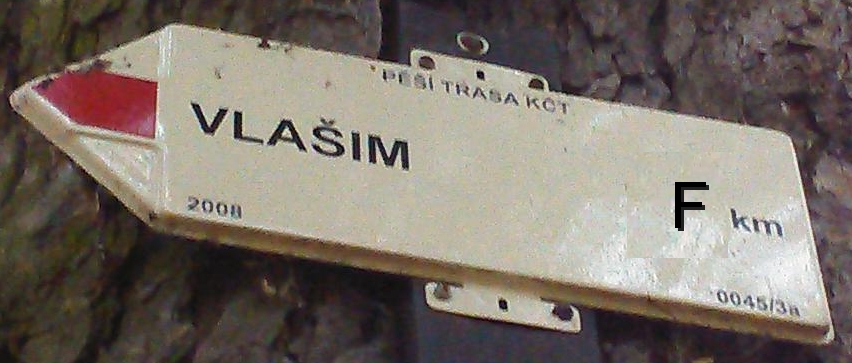 PĚŠÍ TRASA KČT
VLAŠIM
F km
2008
0045/3a